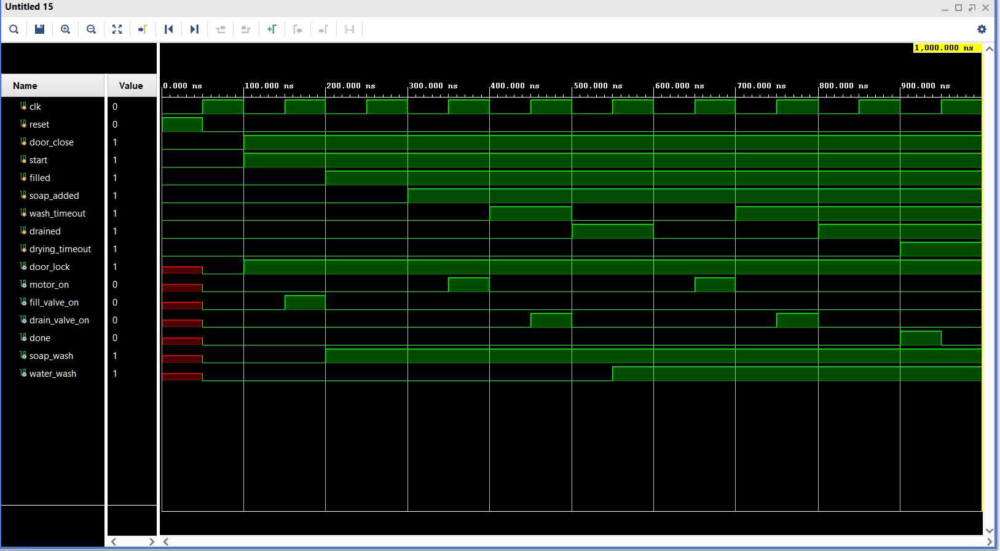 Untitled 15
1,000.000 ns
Name Value
0.000 ns 100.000 ns 200.000 ns 300.000 ns 400.000 ns 500.000 ns 600.000 ns 700.000 ns 800.000 ns 900.000 ns
clk 0
reset 0
door_close 1
start 1
filled 1
soap_added 1
wash_timeout 1
drained 1
drying_timeout 1
door_lock 1
motor_on 0
fill_valve_on 0
drain_valve_on 0
done 0
soap_wash 1
water_wash 1